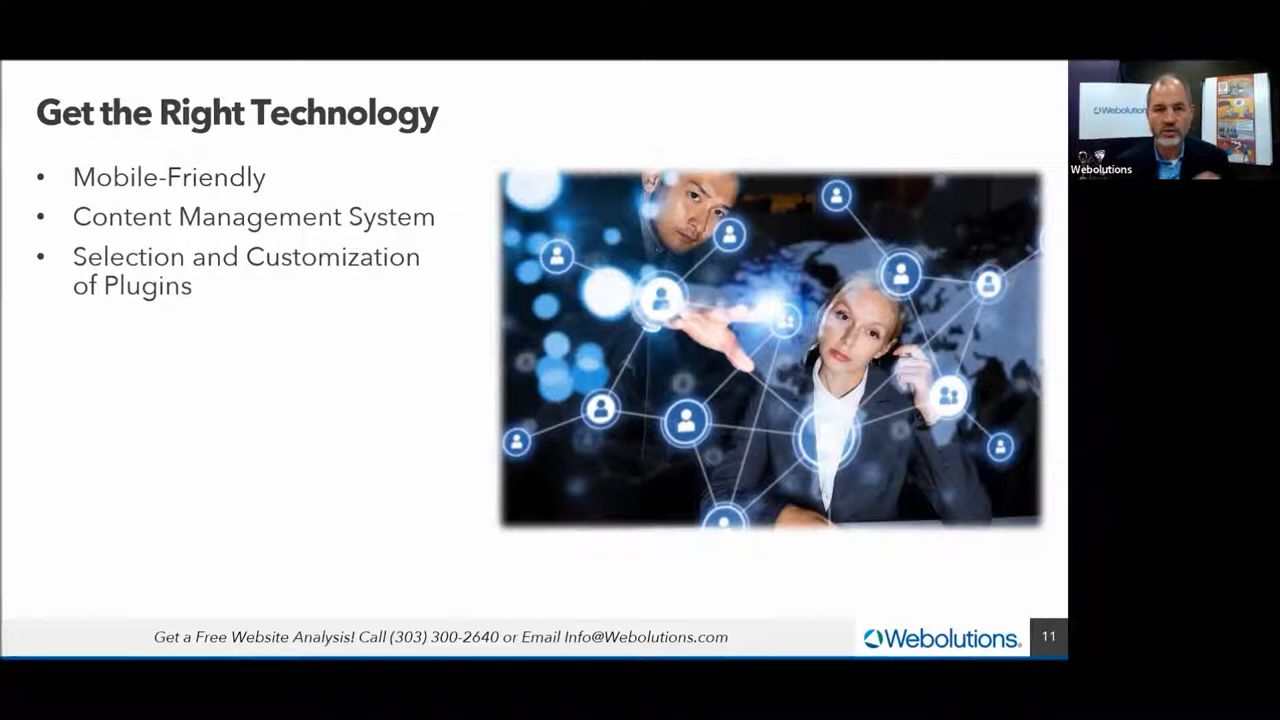 Get the Right Technology
• Mobile-Friendly
• Content Management System
• Selection and Customization
of Plugins
Webolutions
Webolutions
Get a Free Website Analysis! Call (303) 300-2640 or Email Info@Webolutions.com
Webolutions.
11